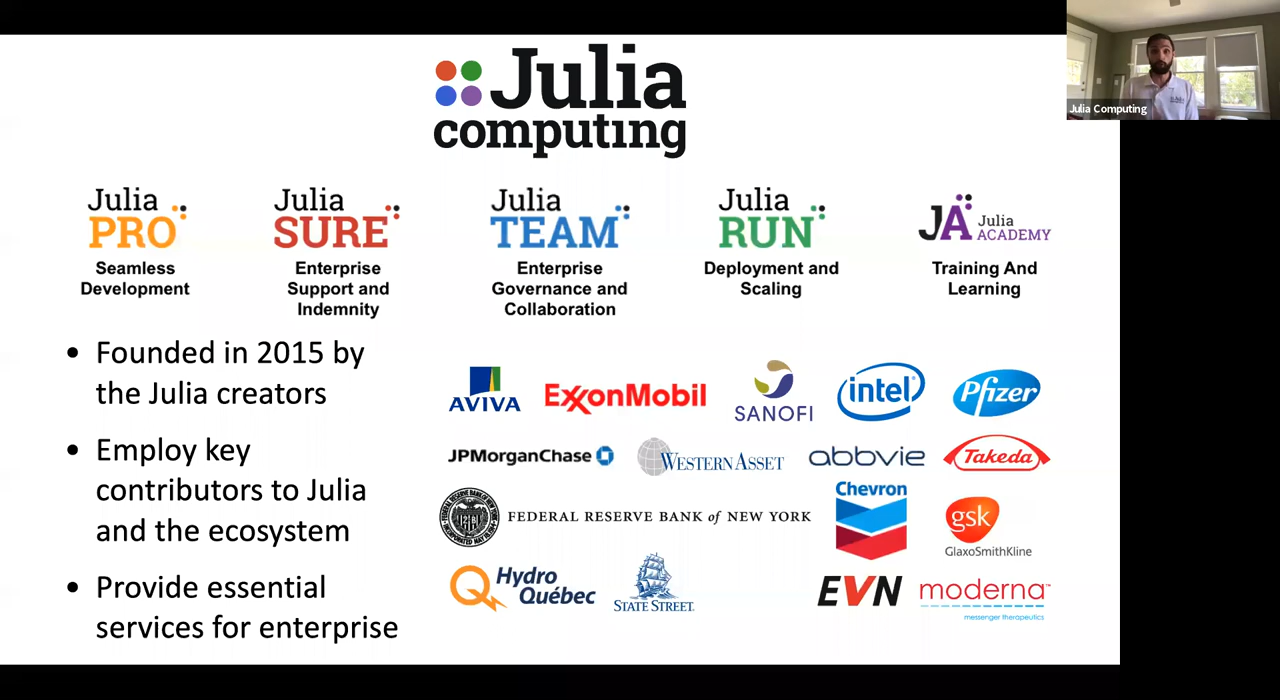 Julia
computing
Julia Computing
Julia
PRO
Seamless
Development
Julia
SURE
Enterprise
Support and
Indemnity
Julia
TEAM
Enterprise
Governance and
Collaboration
Julia
RUN
Deployment and
Scaling
JA Julia
ACADEMY
Training And
Learning
• Founded in 2015 by
the Julia creators
• Employ key
contributors to Julia
and the ecosystem
• Provide essential
services for enterprise
AVIVA
ExxonMobil
SANOFI
intel
Pfizer
JPMorganChase
WESTERN ASSET
abbvie
Takeda
FEDERAL RESERVE BANK of NEW YORK
Chevron
gsk
GlaxoSmithKline
Hydro
Québec
STATE STREET
EVN
moderna™
messenger therapeutics